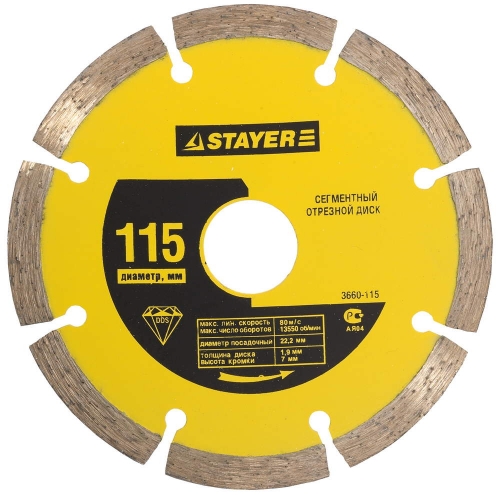 STAYER
СЕГМЕНТНЫЙ
ОТРЕЗНОЙ ДИСК
115
диаметр, мм
3660-115
DDS
макс. лин. скорость 80 м/с
макс. число оборотов 13550 об/мин
диаметр посадочный 22,2 мм
толщина диска 1,9 мм
высота кромки 7 мм
Р
АЯ04